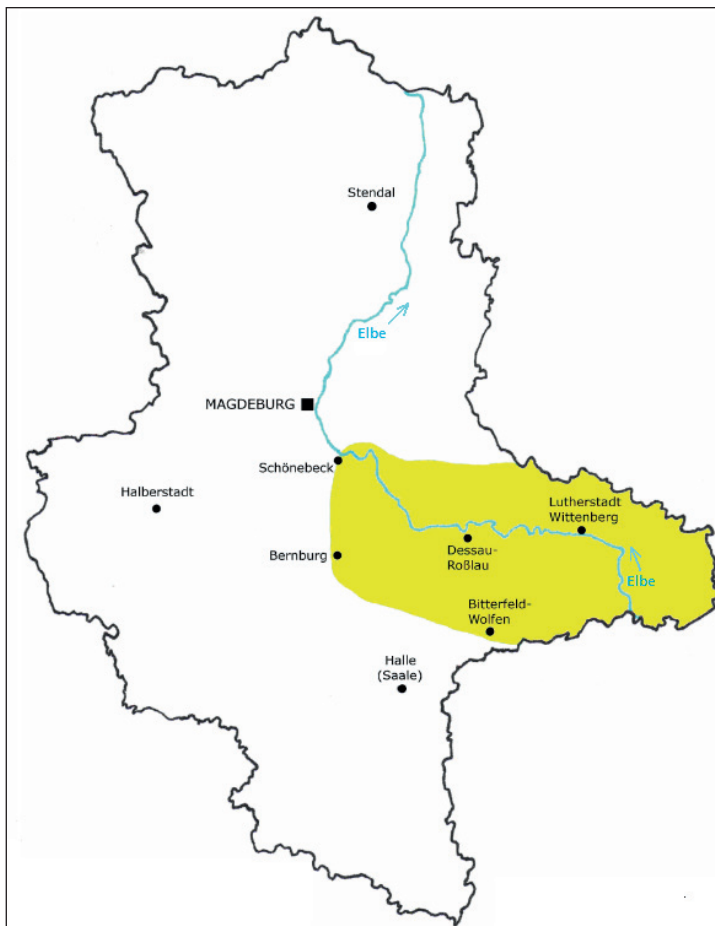 Stendal
Elbe
MAGDEBURG
Schönebeck
Halberstadt
Lutherstadt
Wittenberg
Bernburg
Dessau-
Roßlau
Elbe
Bitterfeld-
Wolfen
Halle
(Saale)